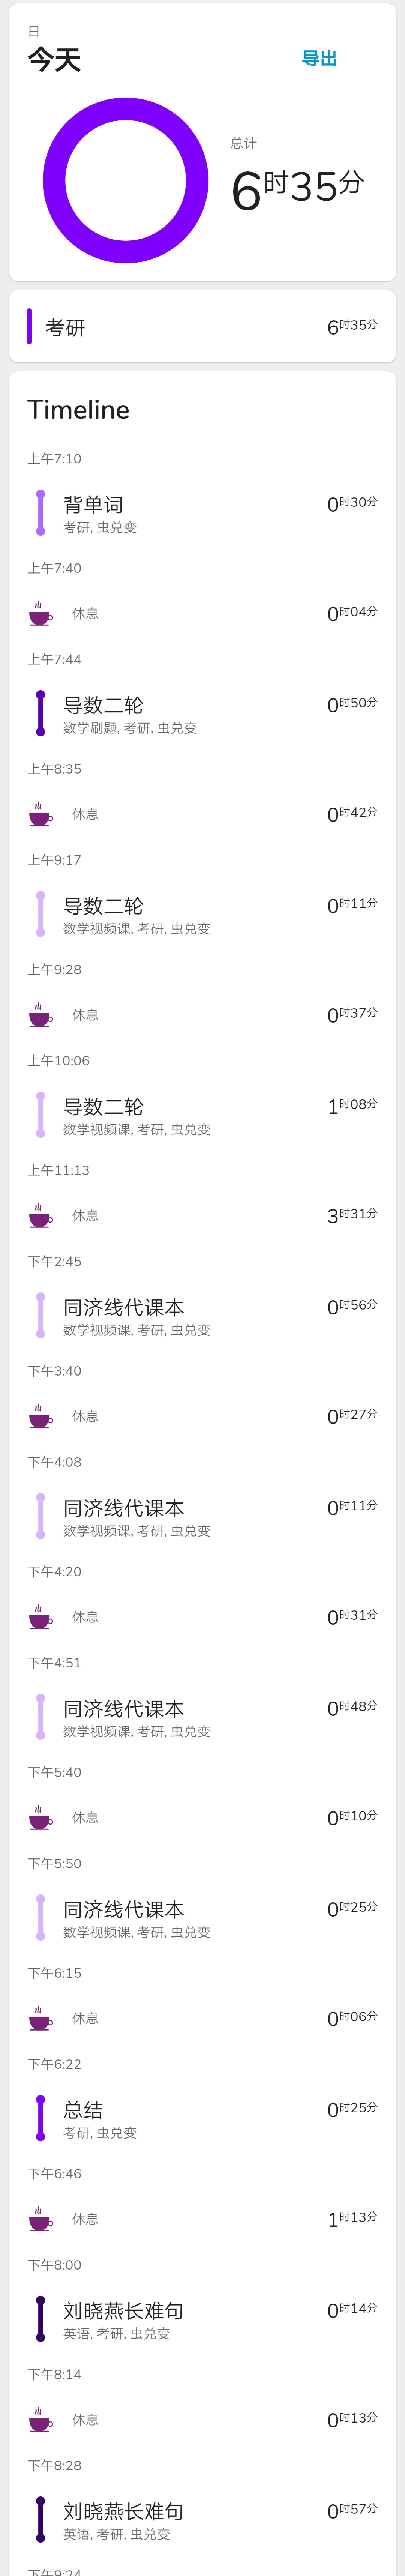 日
今天
导出
总计
6时35分
考研
6时35分
Timeline
上午7:10
背单词
0时30分
考研, 虫兑变
上午7:40
休息
0时04分
上午7:44
导数二轮
0时50分
数学刷题, 考研, 虫兑变
上午8:35
休息
0时42分
上午9:17
导数二轮
0时11分
数学视频课, 考研, 虫兑变
上午9:28
休息
0时37分
上午10:06
导数二轮
1时08分
数学视频课, 考研, 虫兑变
上午11:13
休息
3时31分
下午2:45
同济线代课本
0时56分
数学视频课, 考研, 虫兑变
下午3:40
休息
0时27分
下午4:08
同济线代课本
0时11分
数学视频课, 考研, 虫兑变
下午4:20
休息
0时31分
下午4:51
同济线代课本
0时48分
数学视频课, 考研, 虫兑变
下午5:40
休息
0时10分
下午5:50
同济线代课本
0时25分
数学视频课, 考研, 虫兑变
下午6:15
休息
0时06分
下午6:22
总结
0时25分
考研, 虫兑变
下午6:46
休息
1时13分
下午8:00
刘晓燕长难句
0时14分
英语, 考研, 虫兑变
下午8:14
休息
0时13分
下午8:28
刘晓燕长难句
0时57分
英语, 考研, 虫兑变
下午9:24